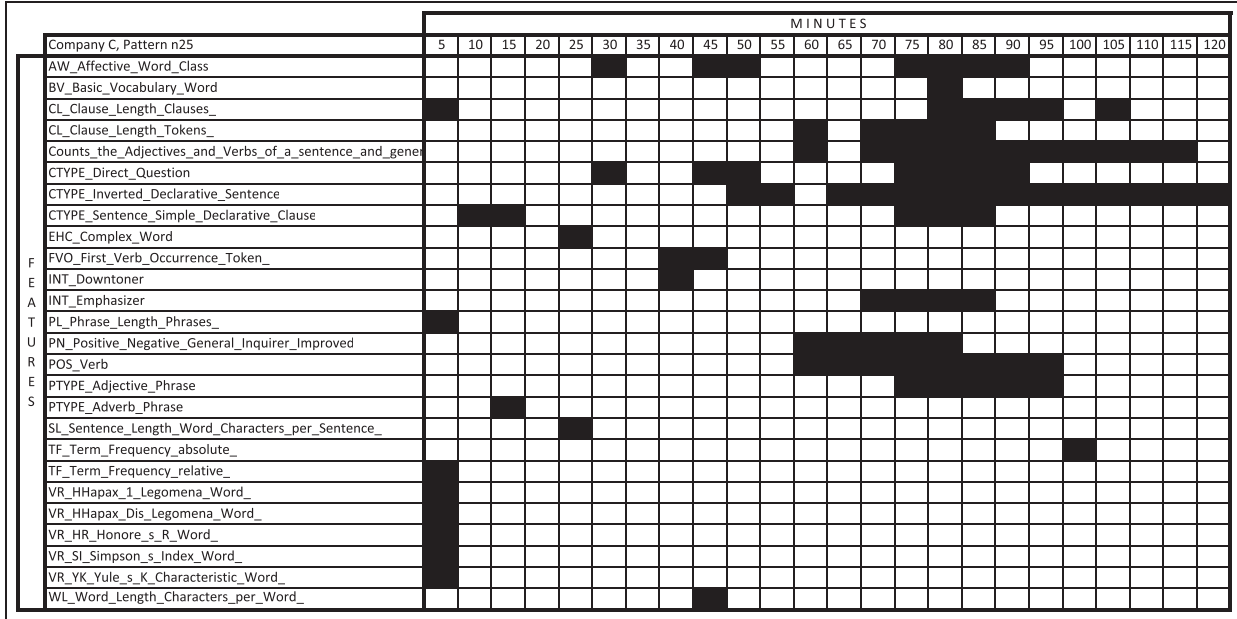 MINUTES
Company C, Pattern n25 5 10 15 20 25 30 35 40 45 50 55 60 65 70 75 80 85 90 95 100 105 110 115 120
FEATURES
AW_Affective_Word_Class
BV_Basic_Vocabulary_Word
CL_Clause_Length_Clauses_
CL_Clause_Length_Tokens_
Counts_the_Adjectives_and_Verbs_of_a_sentence_and_gener
CTYPE_Direct_Question
CTYPE_Inverted_Declarative_Sentence
CTYPE_Sentence_Simple_Declarative_Clause
EHC_Complex_Word
FVO_First_Verb_Occurrence_Token_
INT_Downtoner
INT_Emphasizer
PL_Phrase_Length_Phrases_
PN_Positive_Negative_General_Inquirer_Improved
POS_Verb
PTYPE_Adjective_Phrase
PTYPE_Adverb_Phrase
SL_Sentence_Length_Word_Characters_per_Sentence_
TF_Term_Frequency_absolute_
TF_Term_Frequency_relative_
VR_HHapax_1_Legomena_Word_
VR_HHapax_Dis_Legomena_Word_
VR_HR_Honore_s_R_Word_
VR_SI_Simpson_s_Index_Word_
VR_YK_Yule_s_K_Characteristic_Word_
WL_Word_Length_Characters_per_Word_